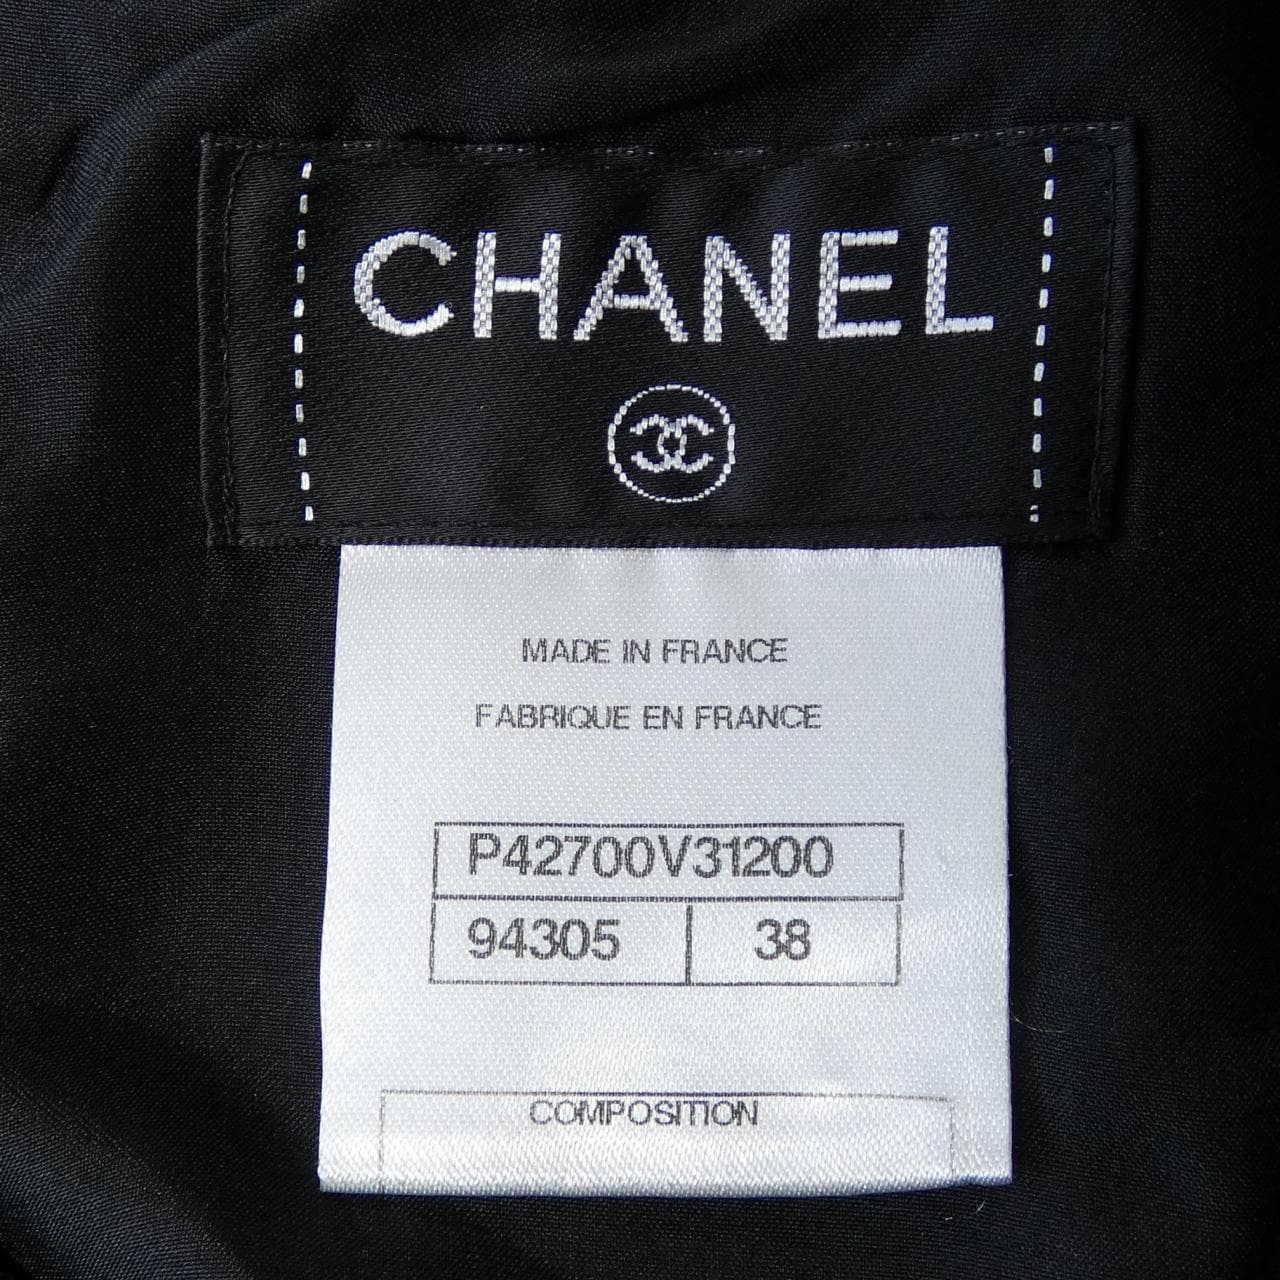 CHANEL
MADE IN FRANCE
FABRIQUE EN FRANCE
P42700V31200
94305 38
COMPOSITION